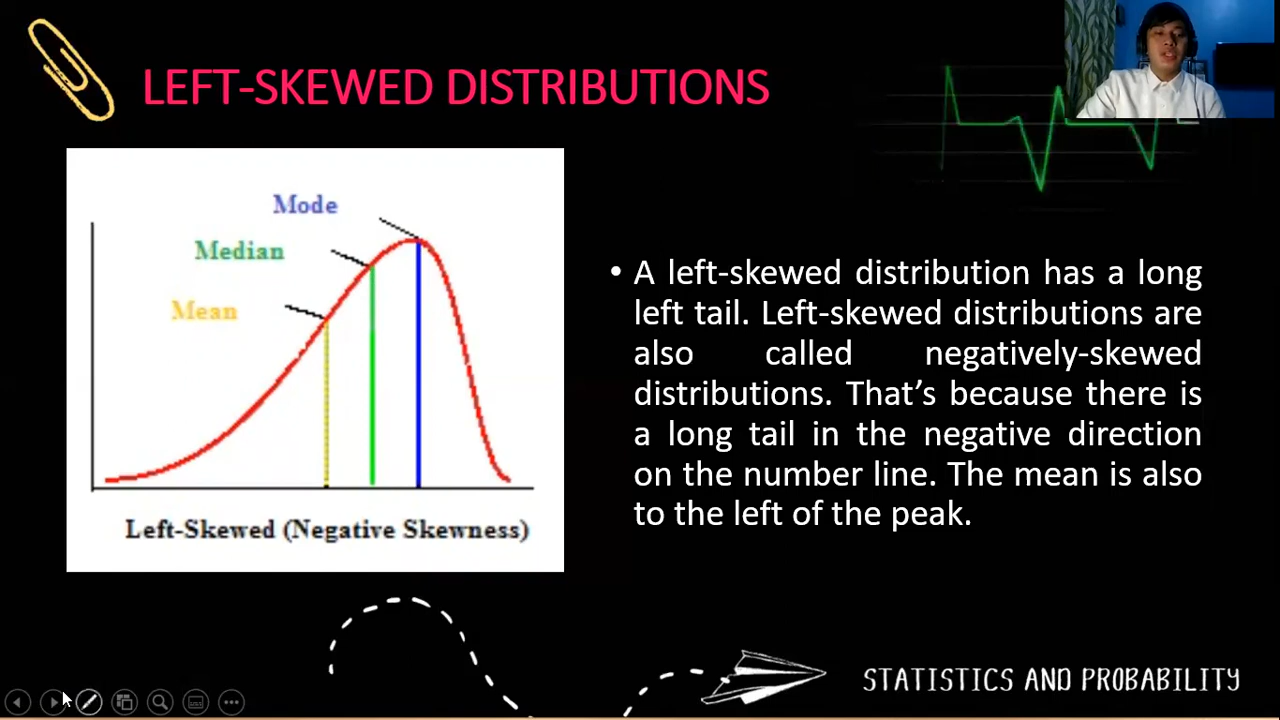 LEFT-SKEWED DISTRIBUTIONS
Mode
Median
Mean
Left-Skewed (Negative Skewness)
• A left-skewed distribution has a long
left tail. Left-skewed distributions are
also called negatively-skewed
distributions. That’s because there is
a long tail in the negative direction
on the number line. The mean is also
to the left of the peak.
STATISTICS AND PROBABILITY